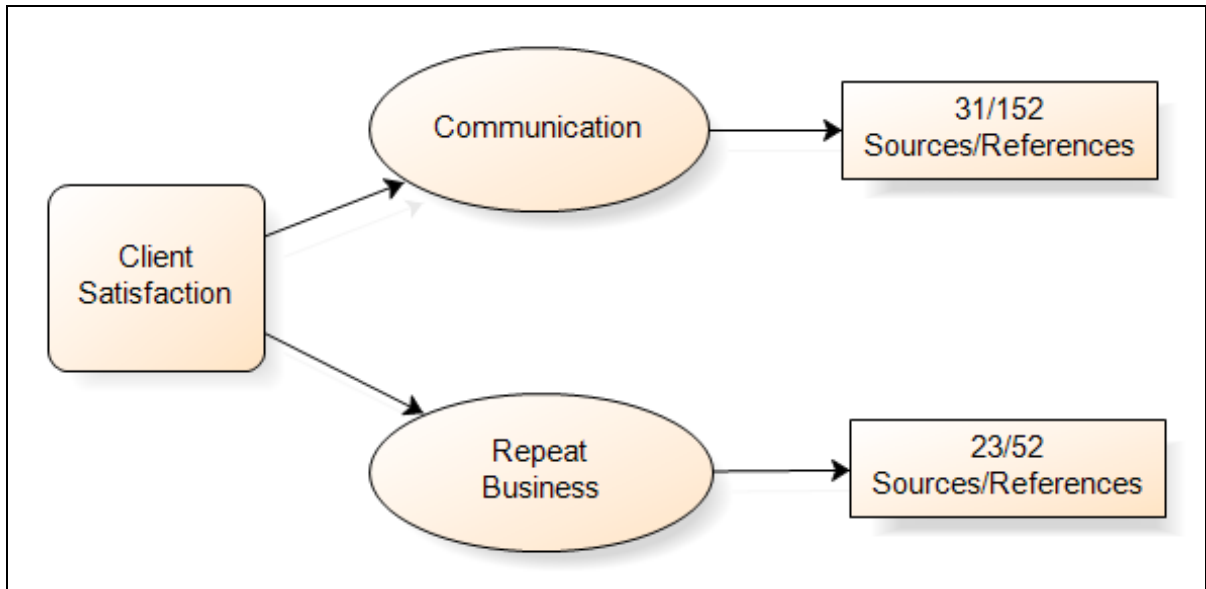 Communication
31/152
Sources/References
Client
Satisfaction
Repeat
Business
23/52
Sources/References